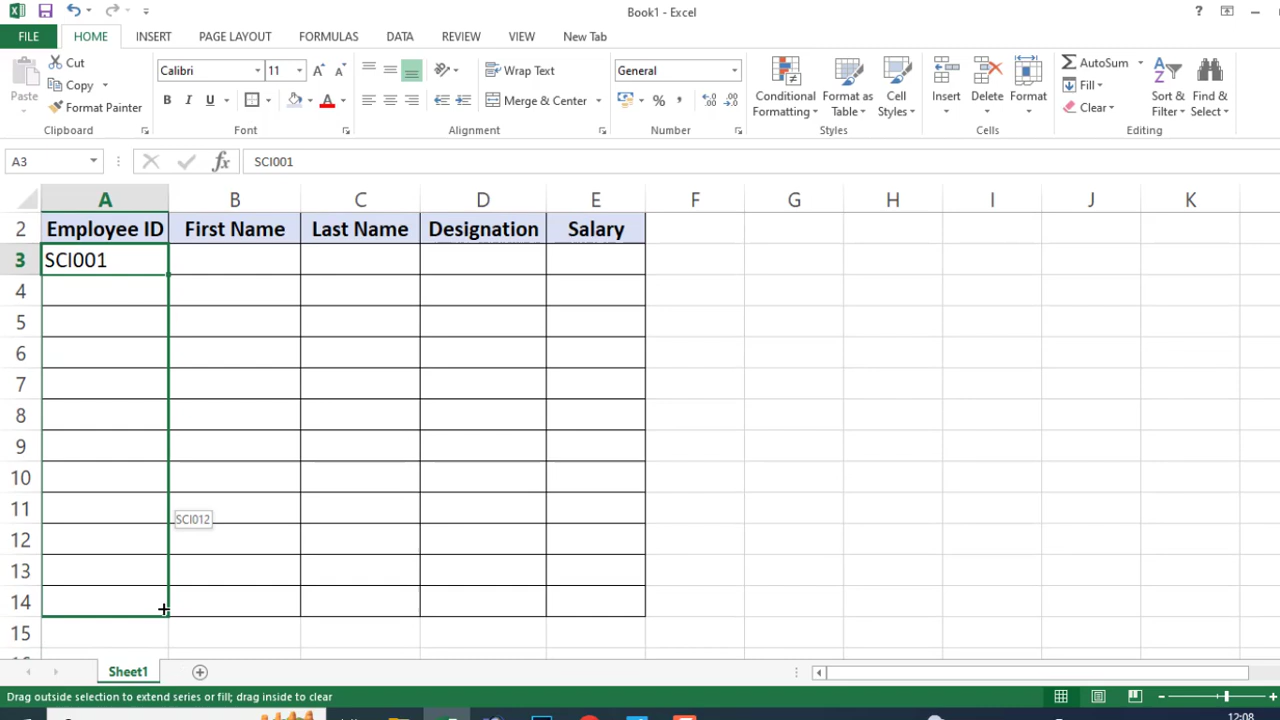 Book1 - Excel
?
FILE HOME INSERT PAGE LAYOUT FORMULAS DATA REVIEW VIEW New Tab
Cut
Calibri 11 A A
Wrap Text
General
AutoSum
Copy
Fill
Paste
Format Painter
B I U A
Merge & Center
% ,
Conditional Formatting
Format as Table
Cell Styles
Insert
Delete
Format
Clear
Sort & Filter
Find & Select
Clipboard Font Alignment Number Styles Cells Editing
A3 fx SCI001
A B C D E F G H I J K
2 Employee ID First Name Last Name Designation Salary
3 SCI001
4
5
6
7
8
9
10
11
SCI012
12
13
14
15
Sheet1
Drag outside selection to extend series or fill; drag inside to clear
12:08